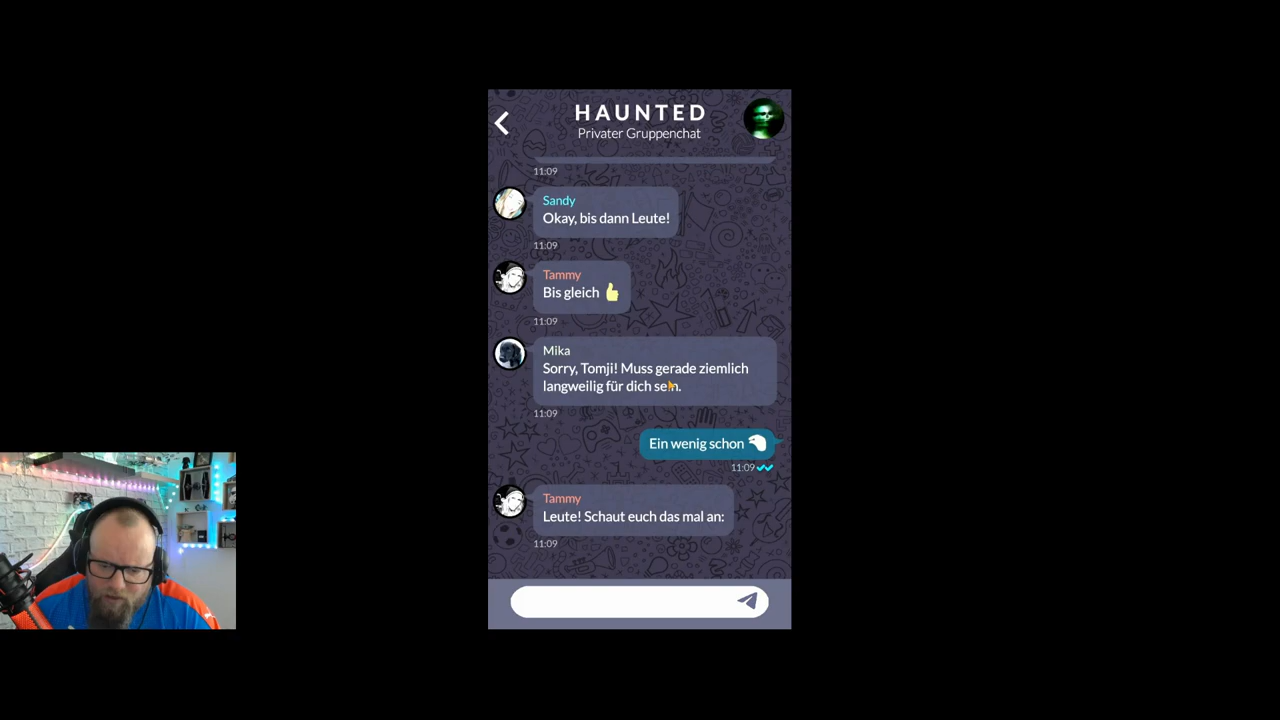 HAUNTED
Privater Gruppenchat
11:09
Sandy
Okay, bis dann Leute!
11:09
Tammy
Bis gleich
11:09
Mika
Sorry, Tomji! Muss gerade ziemlich
langweilig für dich sein.
11:09
Ein wenig schon
11:09
Tammy
Leute! Schaut euch das mal an:
11:09